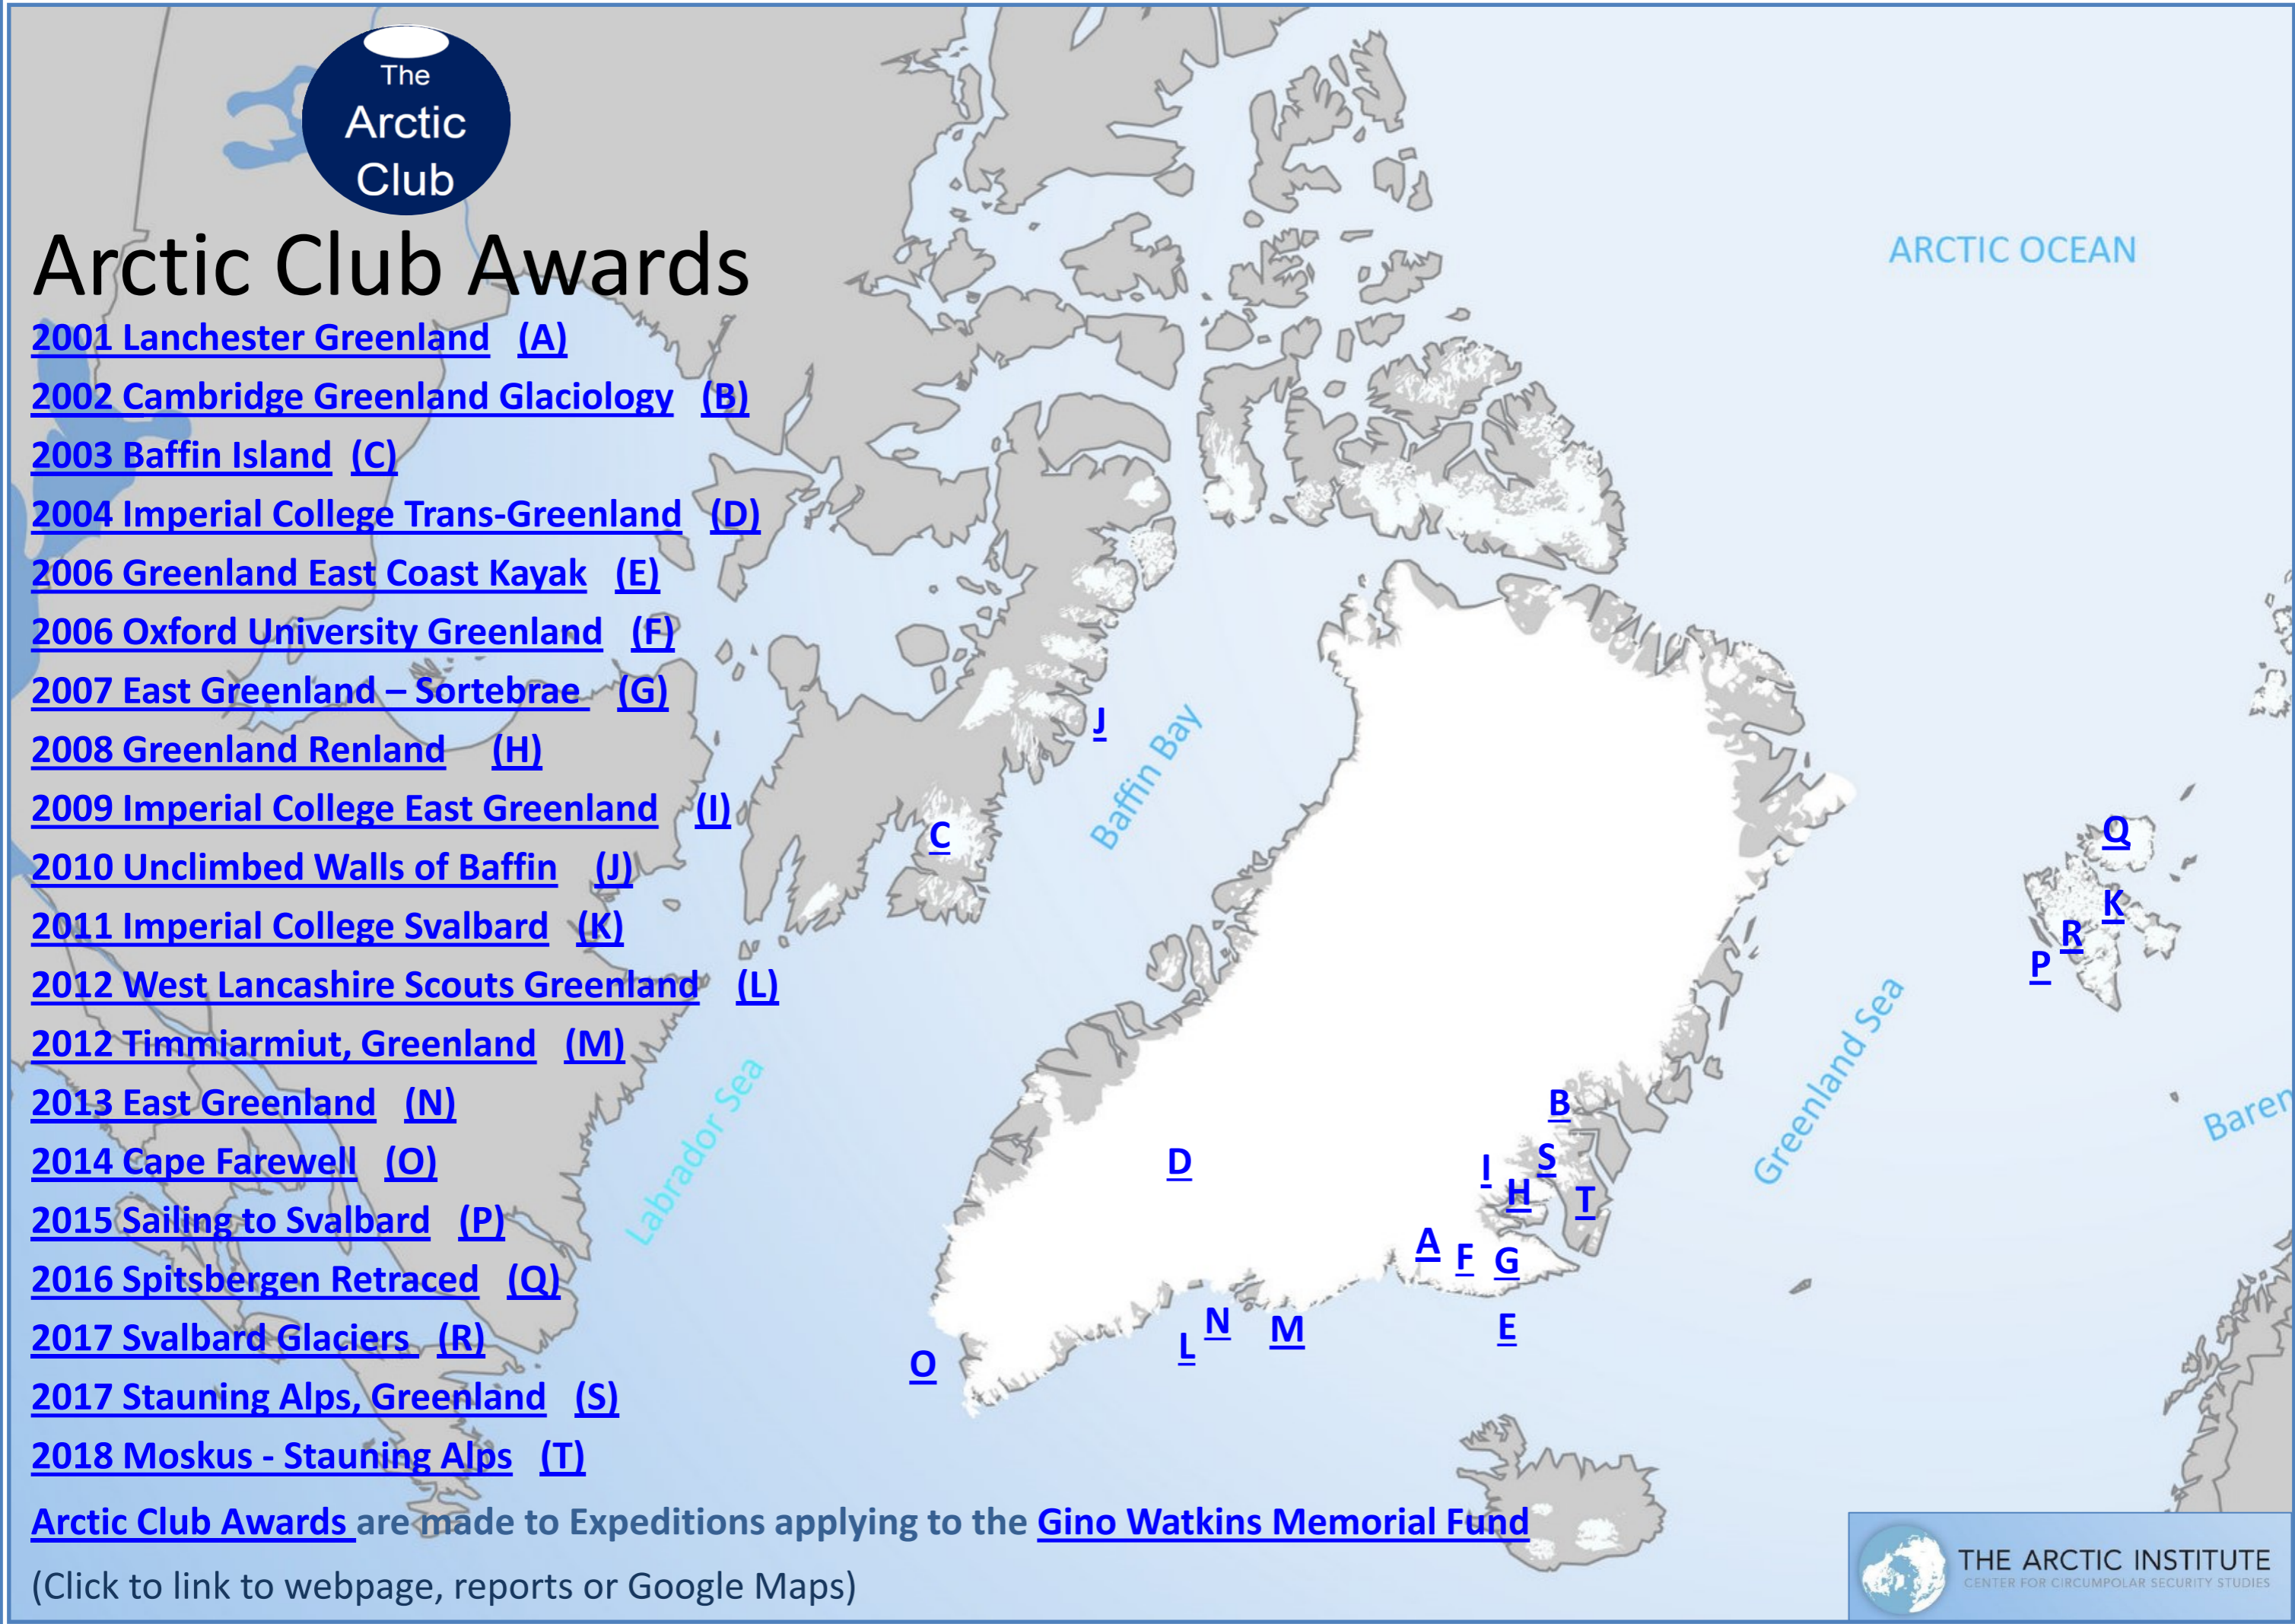 The
Arctic
Club
Arctic Club Awards
2001 Lanchester Greenland (A)
2002 Cambridge Greenland Glaciology (B)
2003 Baffin Island (C)
2004 Imperial College Trans-Greenland (D)
2006 Greenland East Coast Kayak (E)
2006 Oxford University Greenland (F)
2007 East Greenland – Sortebrae (G)
2008 Greenland Renland (H)
2009 Imperial College East Greenland (I)
2010 Unclimbed Walls of Baffin (J)
2011 Imperial College Svalbard (K)
2012 West Lancashire Scouts Greenland (L)
2012 Timmiarmiut, Greenland (M)
2013 East Greenland (N)
2014 Cape Farewell (O)
2015 Sailing to Svalbard (P)
2016 Spitsbergen Retraced (Q)
2017 Svalbard Glaciers (R)
2017 Stauning Alps, Greenland (S)
2018 Moskus - Stauning Alps (T)
Arctic Club Awards are made to Expeditions applying to the Gino Watkins Memorial Fund
(Click to link to webpage, reports or Google Maps)
ARCTIC OCEAN
J
Baffin Bay
C
Q
K
R
P
Greenland Sea
Baren
Labrador Sea
B
D
I
S
H
T
A
F
G
N
L
M
E
O
THE ARCTIC INSTITUTE
CENTER FOR CIRCUMPOLAR SECURITY STUDIES